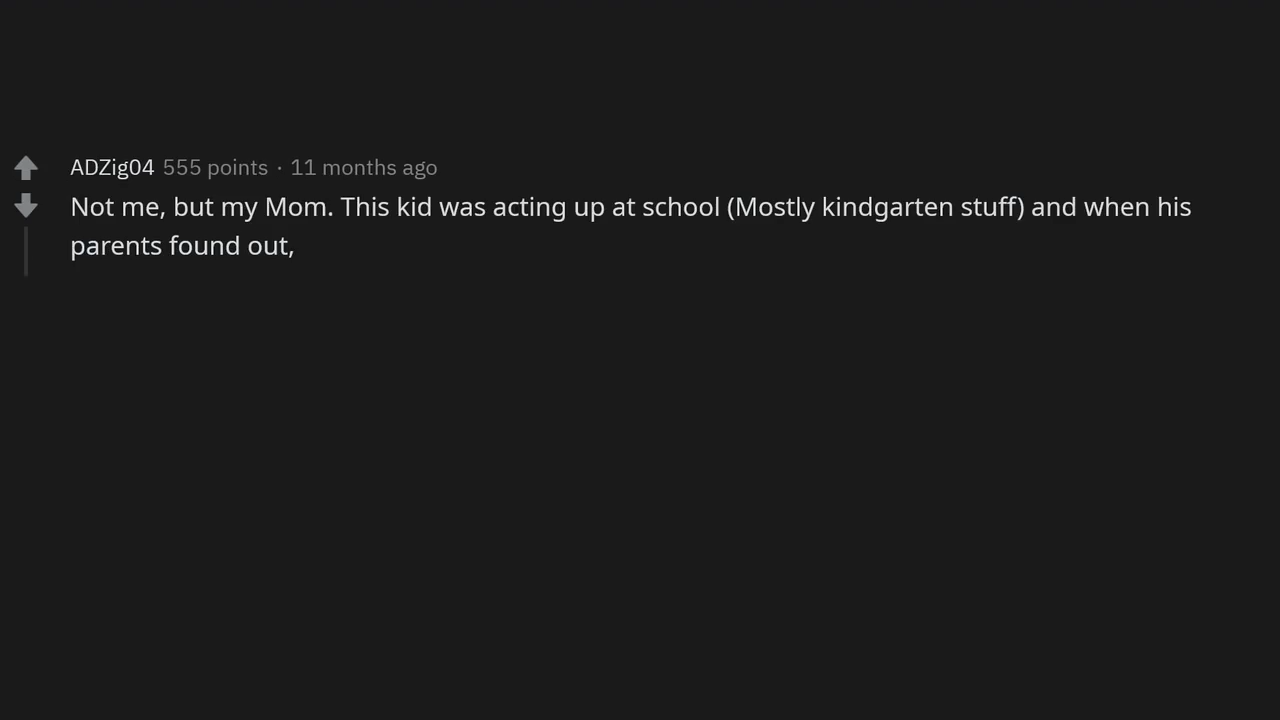 ADZig04 555 points · 11 months ago
Not me, but my Mom. This kid was acting up at school (Mostly kindgarten stuff) and when his
parents found out,